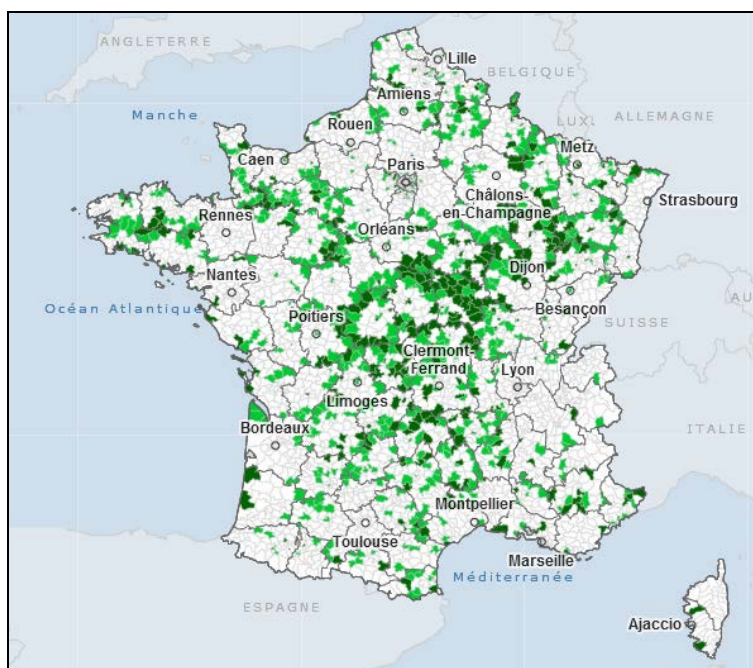 ANGLETERRE
Lille
BELGIQUE
Amiens
Manche
Rouen
LUX.
ALLEMAGNE
Metz
Caen
Paris
Châlons-
en-Champagne
Strasbourg
Rennes
Orléans
Dijon
Nantes
Besançon
Océan Atlantique
Poitiers
SUISSE
AU
Clermont-
Ferrand
Lyon
Limoges
Bordeaux
ITALIE
Montpellier
Toulouse
Marseille
Méditerranée
ESPAGNE
Ajaccio